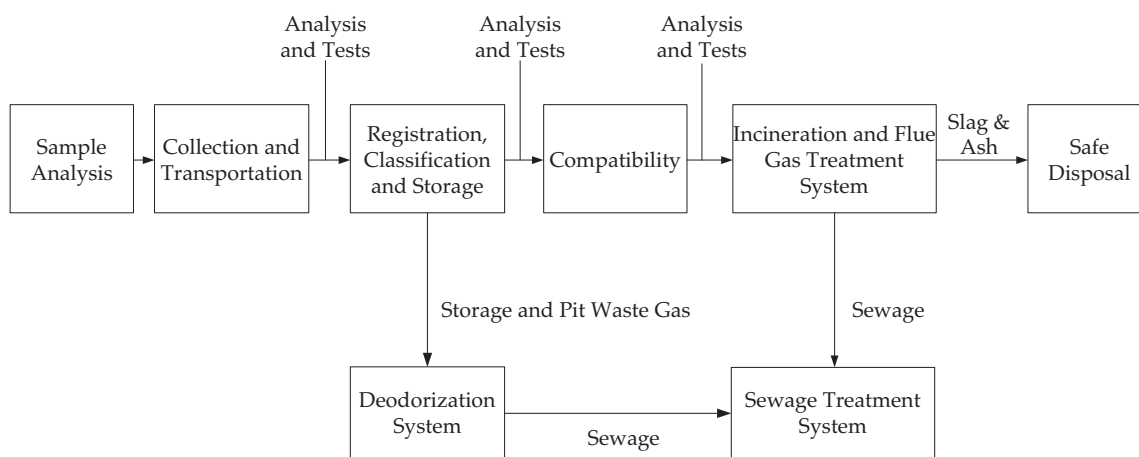 Analysis
and Tests
Analysis
and Tests
Analysis
and Tests
Sample
Analysis
Collection and
Transportation
Registration,
Classification
and Storage
Compatibility
Incineration and Flue
Gas Treatment
System
Slag &
Ash
Safe
Disposal
Storage and Pit Waste Gas
Sewage
Deodorization
System
Sewage
Sewage Treatment
System